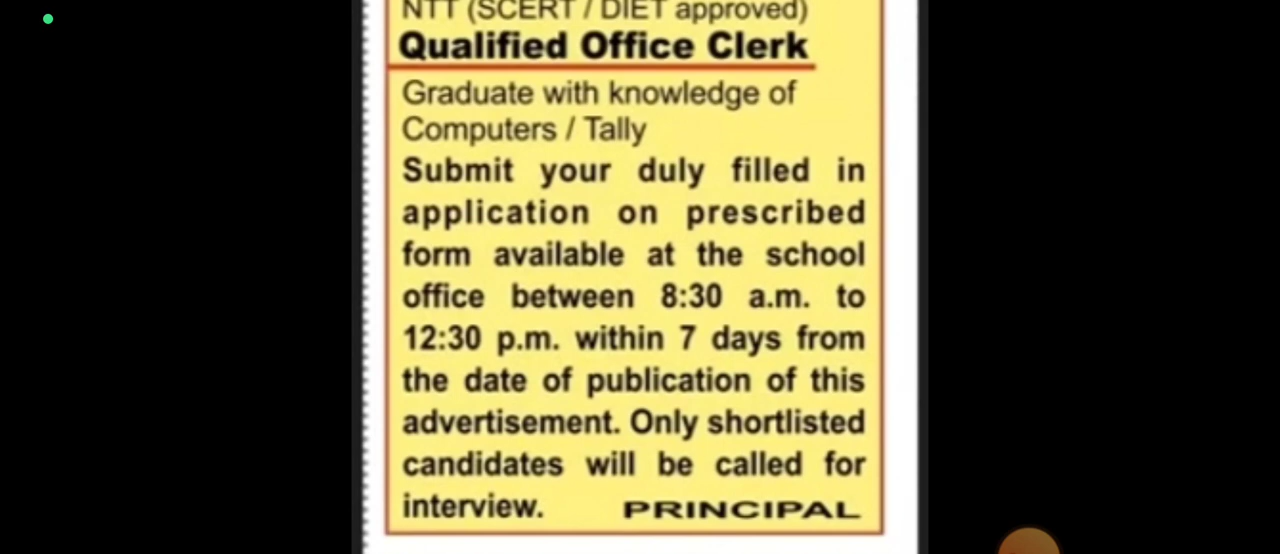 NTT (SCERT / DIET approved)
Qualified Office Clerk
Graduate with knowledge of
Computers / Tally
Submit your duly filled in
application on prescribed
form available at the school
office between 8:30 a.m. to
12:30 p.m. within 7 days from
the date of publication of this
advertisement. Only shortlisted
candidates will be called for
interview. PRINCIPAL